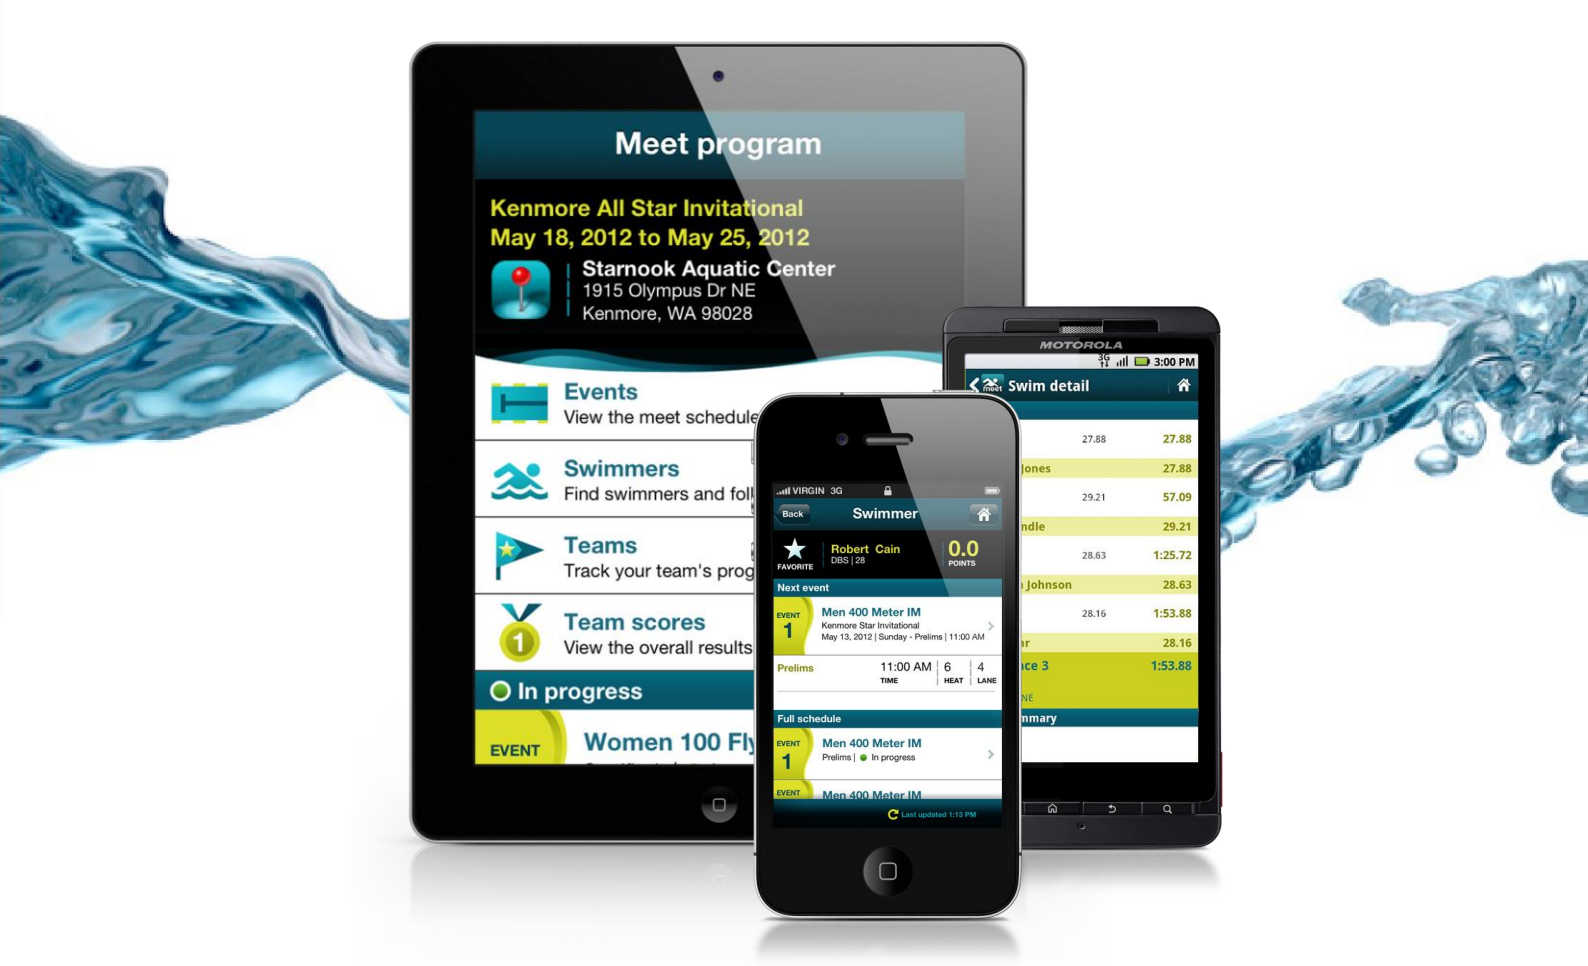 Meet program
Kenmore All Star Invitational
May 18, 2012 to May 25, 2012
Starnook Aquatic Center
1915 Olympus Dr NE
Kenmore, WA 98028
Events
View the meet schedule
Swimmers
Find swimmers and
Teams
Track your team's
Team scores
View the overall results
In progress
EVENT
Women 100
VIRGIN 3G
Back
Swimmer
FAVORITE
Robert Cain
DBS | 28
0.0
POINTS
Next event
EVENT
1
Men 400 Meter IM
Kenmore Star Invitational
May 13, 2012 | Sunday - Prelims | 11:00 AM
Prelims
11:00 AM 6 4
TIME HEAT LANE
Full schedule
EVENT
1
Men 400 Meter IM
Prelims | In progress
EVENT
Men 400 Meter IM
Last updated 1:13 PM
MOTOROLA
3G 3:00 PM
meet Swim detail
27.88 27.88
Jones 27.88
29.21 57.09
29.21
28.63 1:25.72
Johnson 28.63
28.16 1:53.88
28.16
3 1:53.88